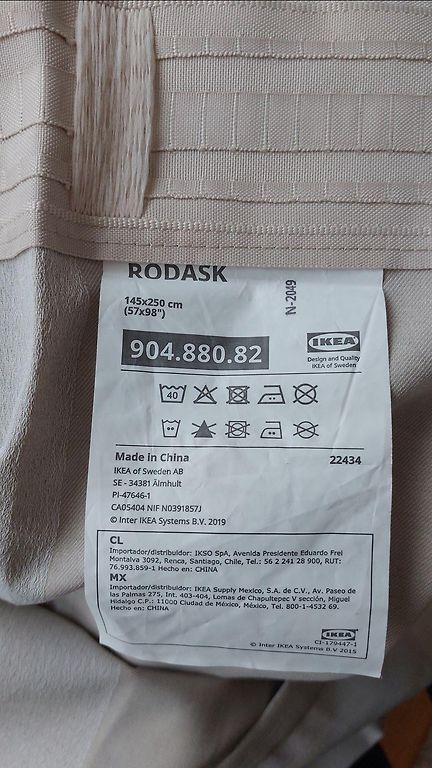 RODASK
145x250 cm
(57x98")
N-2049
904.880.82
IKEA
Design and Quality
IKEA of Sweden
40
Made in China
22434
IKEA of Sweden AB
SE - 34381 Älmhult
PI-47646-1
CA05404 NIF N0391857J
© Inter IKEA Systems B.V. 2019
CL
Importador/distribuidor: IKSO SpA, Avenida Presidente Eduardo Frei
Montalva 3092, Renca, Santiago, Chile, Tel.: 56 2 241 28 900, RUT:
76.993.859-1 Hecho en: CHINA
MX
Importador/distribuidor: IKEA Supply Mexico, S.A. de C.V., Av. Paseo de
las Palmas 275, Int. 403-404, Lomas de Chapultepec V sección, Miguel
Hidalgo C.P.: 11000 Ciudad de México, México, Tel. 800-1-4532 69.
Hecho en: CHINA
IKEA
CI-179447-1
© Inter IKEA Systems B.V 2015